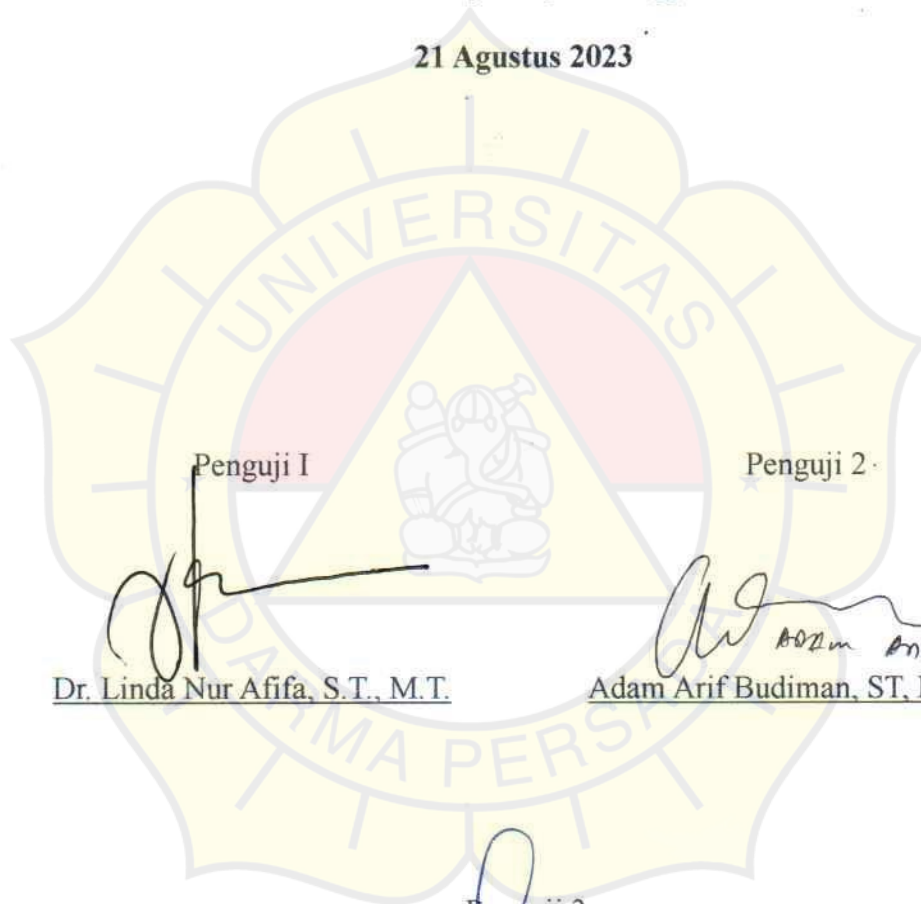 21 Agustus 2023
UNIVERSITAS
DARMA PERSADA
Penguji I
Penguji 2
Dr. Linda Nur Afifa, S.T., M.T.
Adam Arif Budiman, ST,